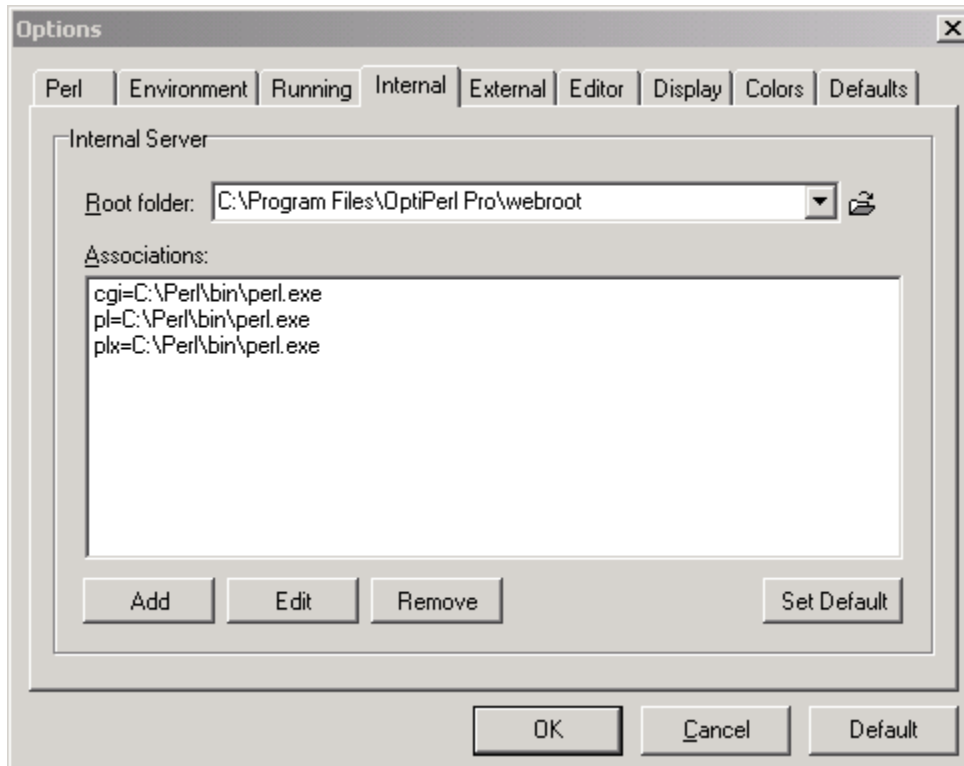 Options
Perl Environment Running Internal External Editor Display Colors Defaults
Internal Server
Root folder: C:\Program Files\OptiPerl Pro\webroot
Associations:
cgi=C:\Perl\bin\perl.exe
pl=C:\Perl\bin\perl.exe
plx=C:\Perl\bin\perl.exe
Add Edit Remove Set Default
OK Cancel Default